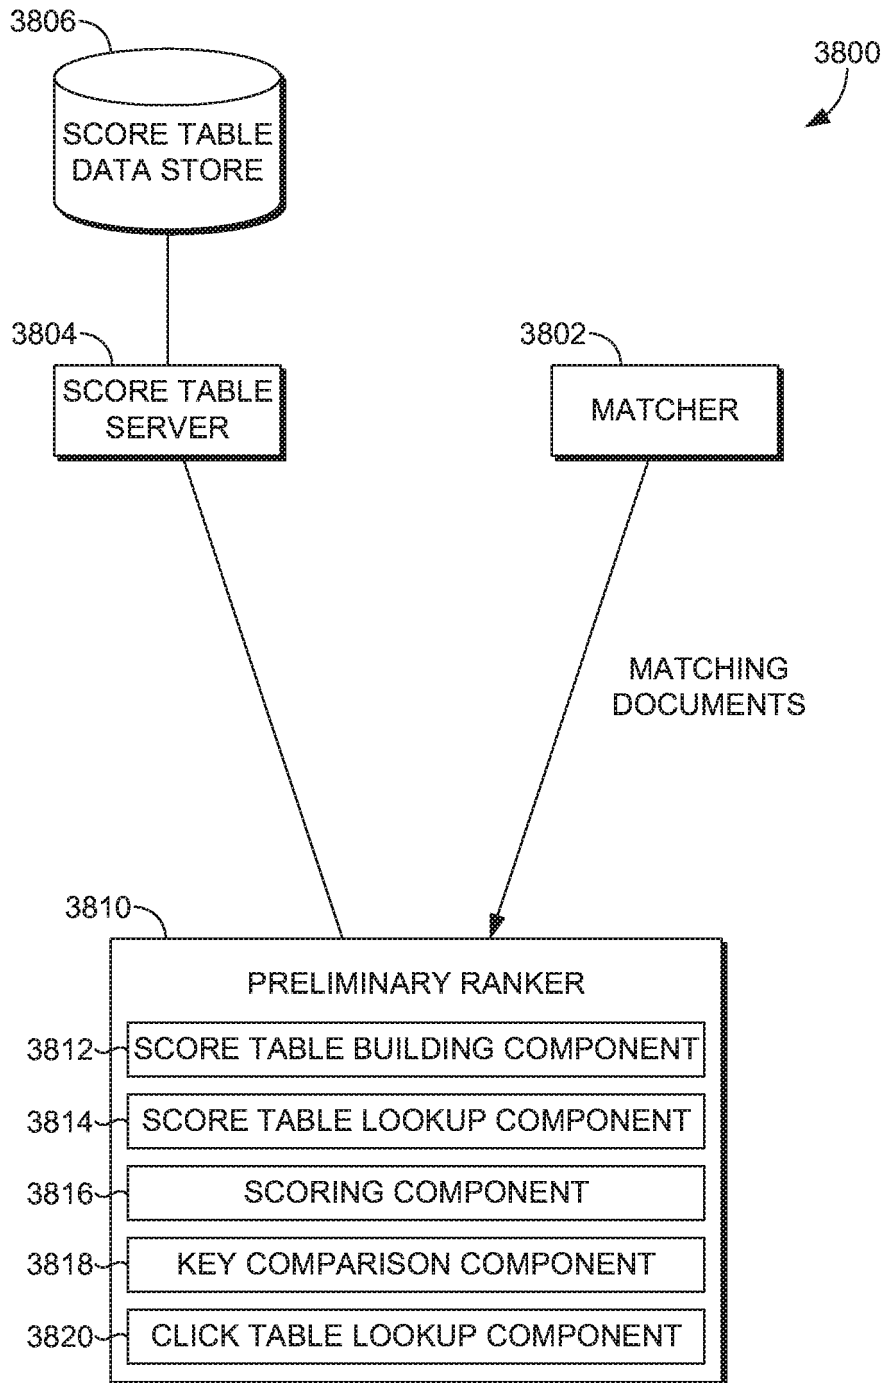 3806
3800
SCORE TABLE
DATA STORE
3804
3802
SCORE TABLE
SERVER
MATCHER
MATCHING
DOCUMENTS
3810
PRELIMINARY RANKER
3812 SCORE TABLE BUILDING COMPONENT
3814 SCORE TABLE LOOKUP COMPONENT
3816 SCORING COMPONENT
3818 KEY COMPARISON COMPONENT
3820 CLICK TABLE LOOKUP COMPONENT